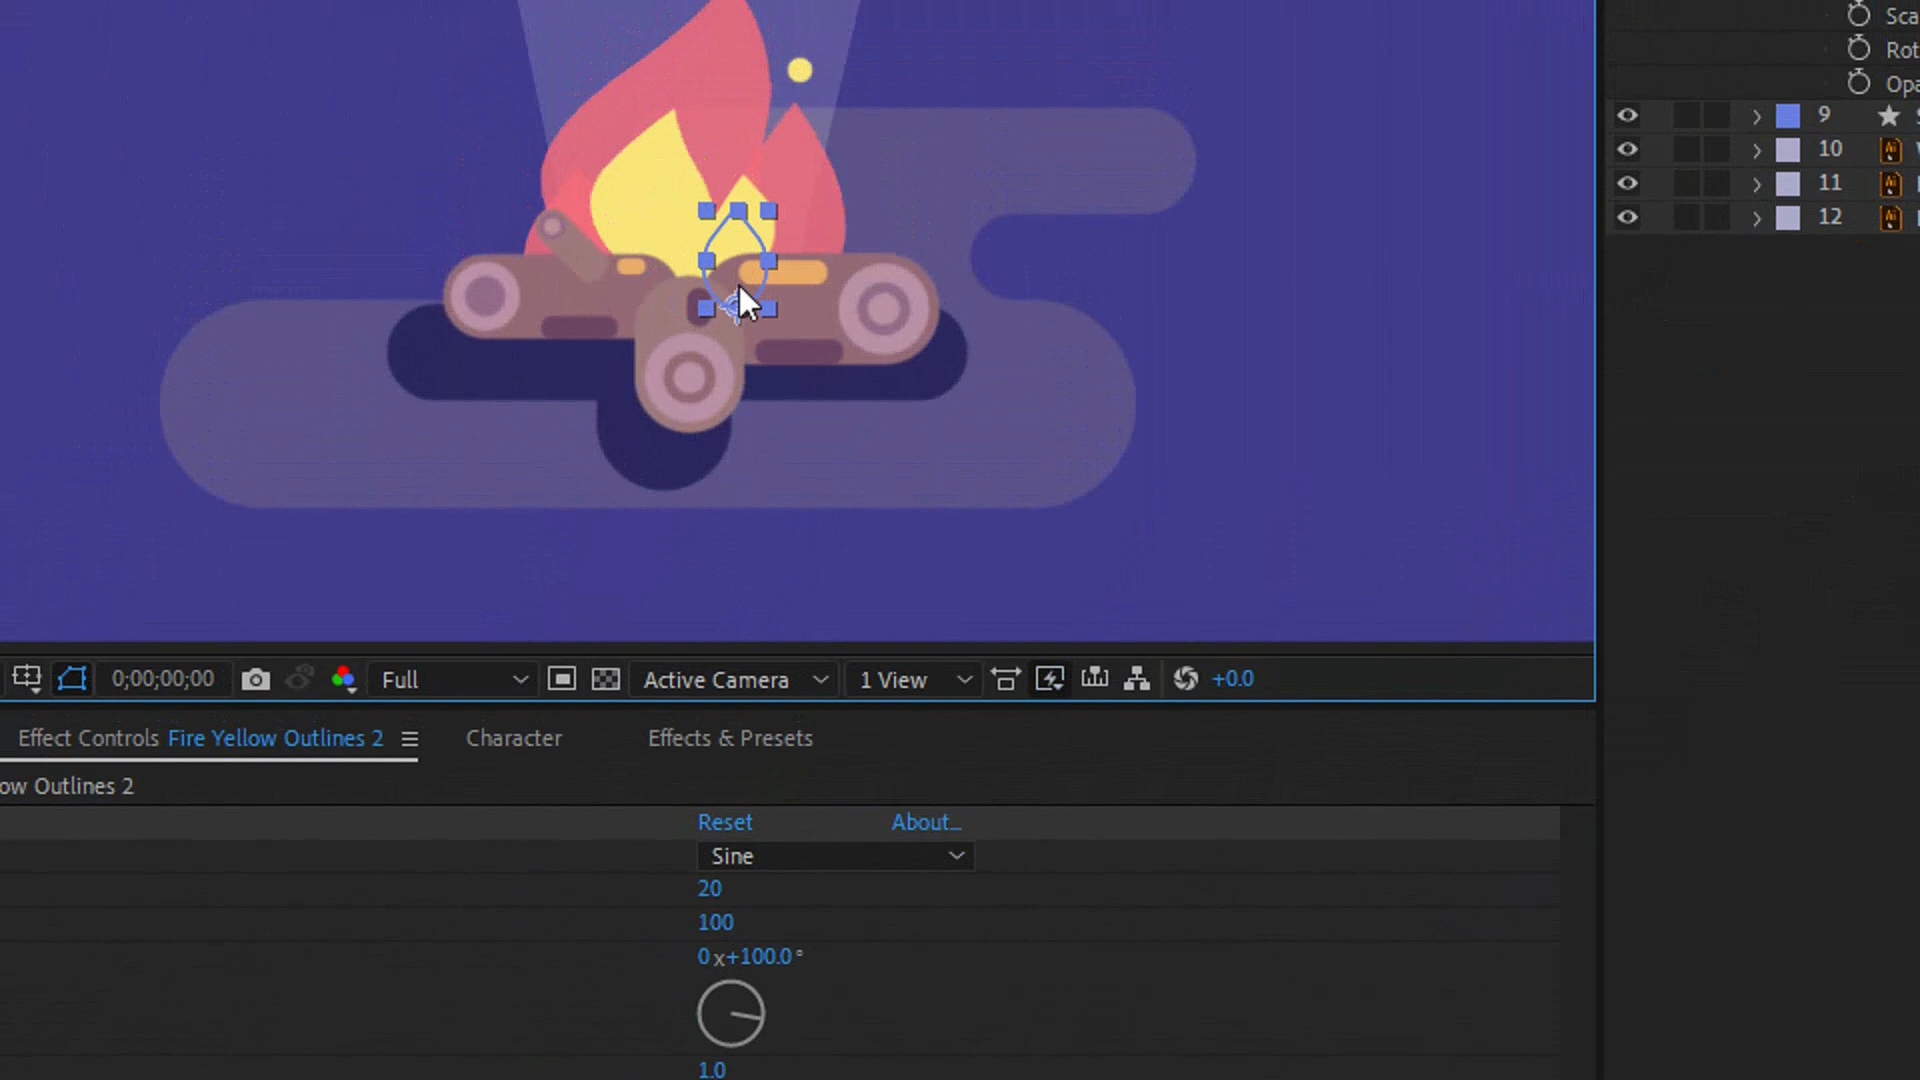 Sca
Rot
Opa
9
10
11
12
0;00;00;00 Full Active Camera 1 View +0.0
Effect Controls Fire Yellow Outlines 2 Character Effects & Presets
ow Outlines 2
Reset About...
Sine
20
100
0x+100.0°
1.0